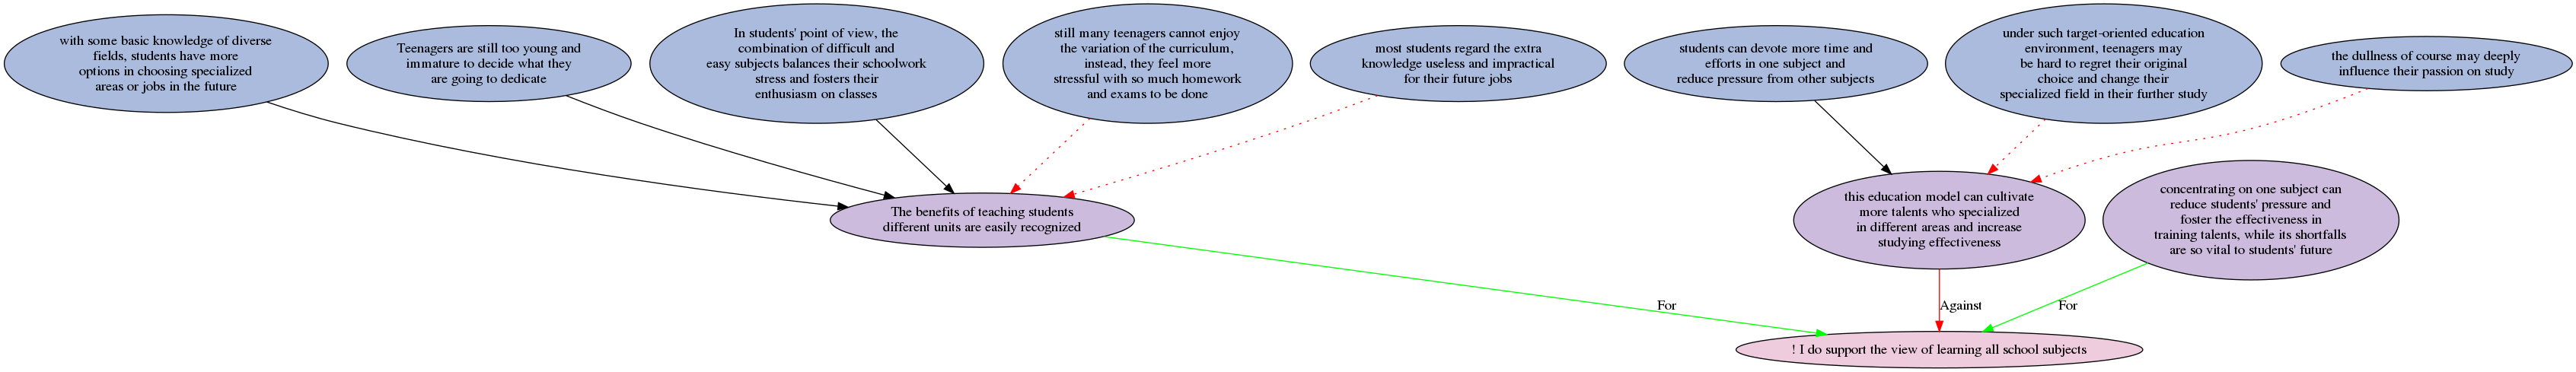 with some basic knowledge of diverse
fields, students have more
options in choosing specialized
areas or jobs in the future
Teenagers are still too young and
immature to decide what they
are going to dedicate
In students' point of view, the
combination of difficult and
easy subjects balances their schoolwork
stress and fosters their
enthusiasm on classes
still many teenagers cannot enjoy
the variation of the curriculum,
instead, they feel more
stressful with so much homework
and exams to be done
most students regard the extra
knowledge useless and impractical
for their future jobs
students can devote more time and
efforts in one subject and
reduce pressure from other subjects
under such target-oriented education
environment, teenagers may
be hard to regret their original
choice and change their
specialized field in their further study
the dullness of course may deeply
influence their passion on study
The benefits of teaching students
different units are easily recognized
this education model can cultivate
more talents who specialized
in different areas and increase
studying effectiveness
concentrating on one subject can
reduce students' pressure and
foster the effectiveness in
training talents, while its shortfalls
are so vital to students' future
For
Against
For
! I do support the view of learning all school subjects